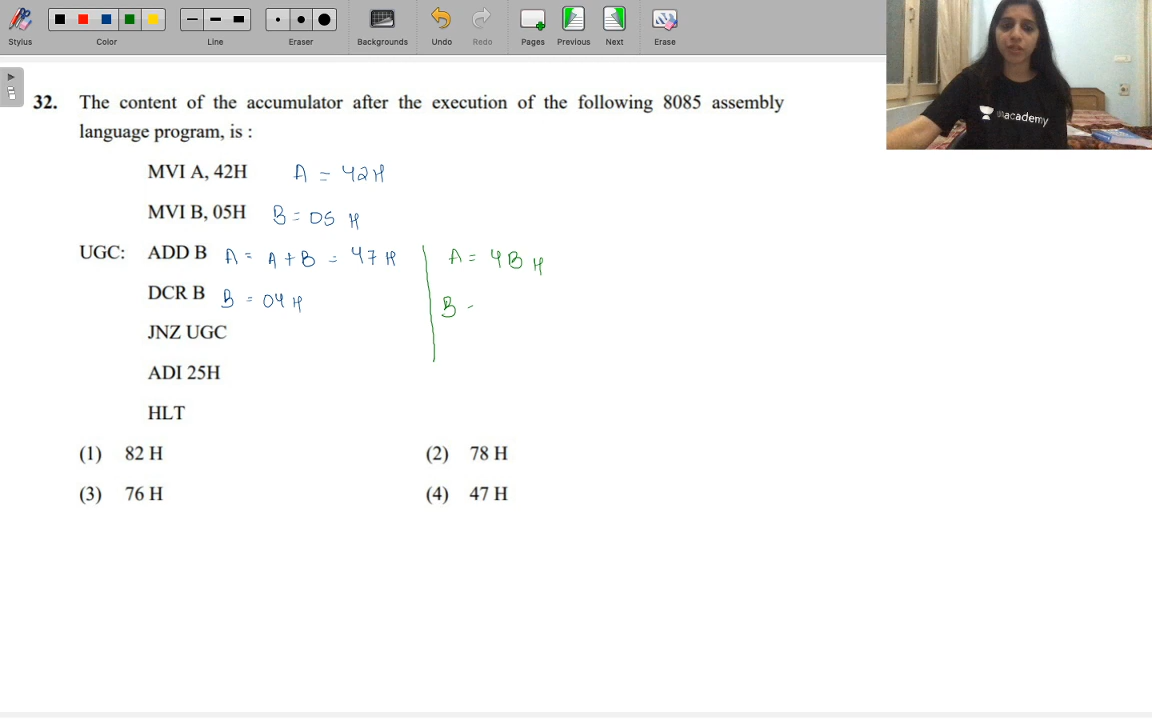 Stylus Color Line Eraser Backgrounds Undo Redo Pages Previous Next Erase
unacademy
32. The content of the accumulator after the execution of the following 8085 assembly
language program, is :
MVI A, 42H A = 42H
MVI B, 05H B = 05 H
UGC: ADD B A = A + B = 47 H A = 4B H
DCR B B = 04 H B -
JNZ UGC
ADI 25H
HLT
(1) 82 H (2) 78 H
(3) 76 H (4) 47 H